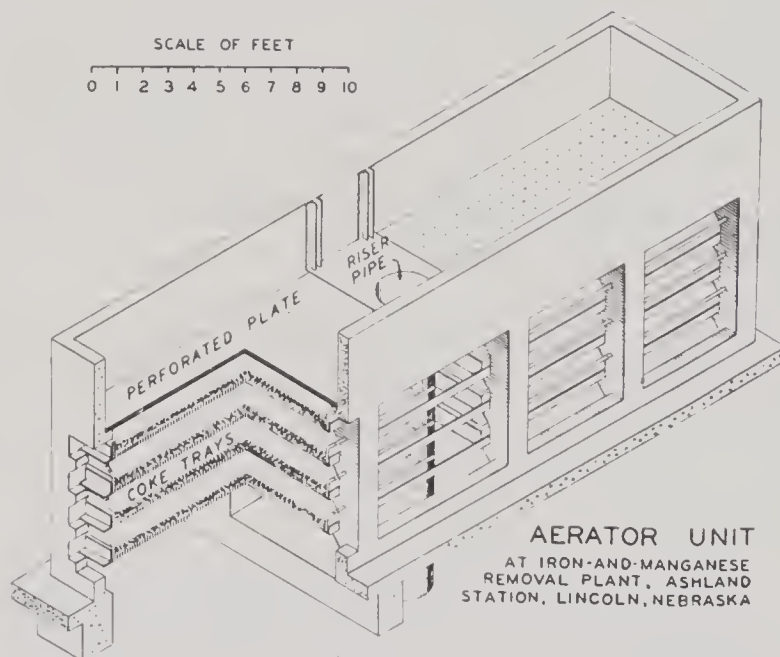 SCALE OF FEET
0 1 2 3 4 5 6 7 8 9 10
RISER
PIPE
PERFORATED PLATE
COKE TRAYS
AERATOR UNIT
AT IRON-AND-MANGANESE
REMOVAL PLANT, ASHLAND
STATION, LINCOLN, NEBRASKA